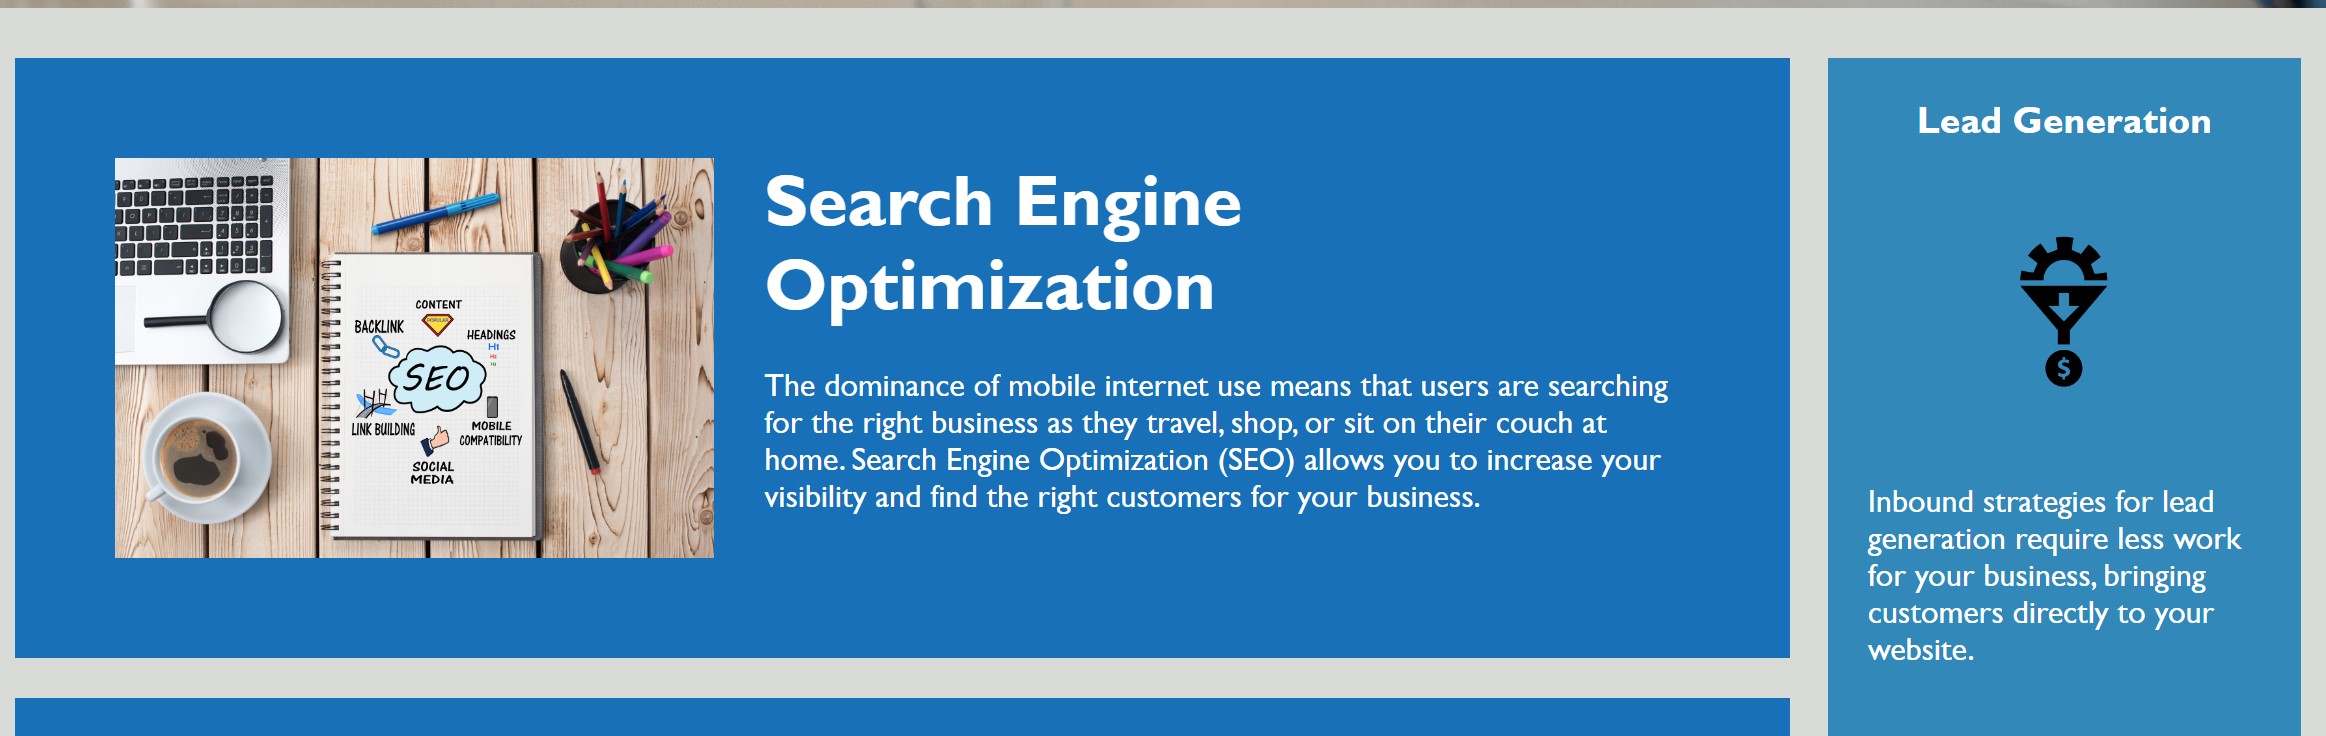 Search Engine
Optimization
The dominance of mobile internet use means that users are searching
for the right business as they travel, shop, or sit on their couch at
home. Search Engine Optimization (SEO) allows you to increase your
visibility and find the right customers for your business.
CONTENT
BACKLINK
HEADINGS
H1
H2
H3
SEO
LINK BUILDING
MOBILE
COMPATIBILITY
SOCIAL
MEDIA
Lead Generation
$
Inbound strategies for lead
generation require less work
for your business, bringing
customers directly to your
website.